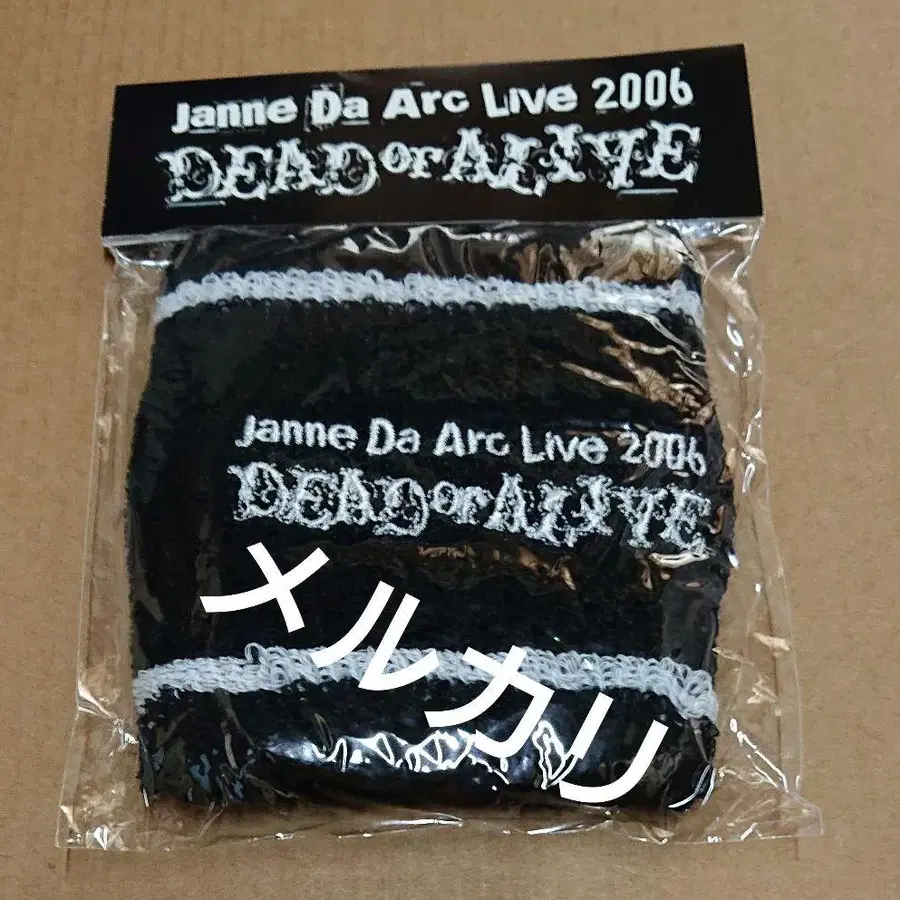 Janne Da Arc Live 2006
DEAD or ALIVE
Janne Da Arc Live 2006
DEAD or ALIVE
メルカリ